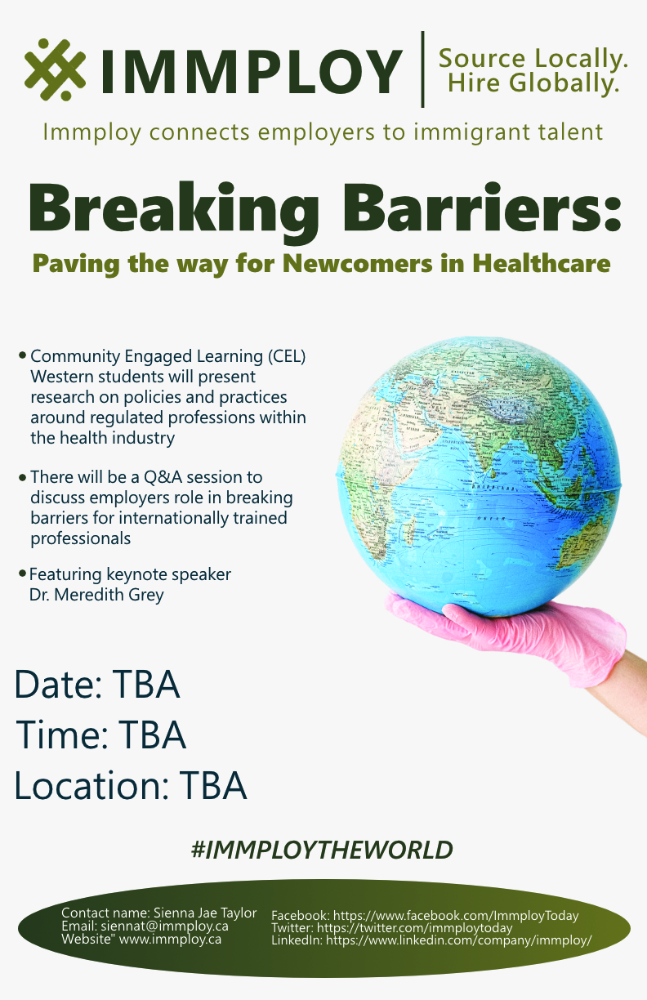 IMMPLOY
Source Locally.
Hire Globally.
Immploy connects employers to immigrant talent
Breaking Barriers:
Paving the way for Newcomers in Healthcare
• Community Engaged Learning (CEL)
Western students will present
research on policies and practices
around regulated professions within
the health industry
• There will be a Q&A session to
discuss employers role in breaking
barriers for internationally trained
professionals
• Featuring keynote speaker
Dr. Meredith Grey
Date: TBA
Time: TBA
Location: TBA
#IMMPLOYTHEWORLD
Contact name: Sienna Jae Taylor
Email: siennat@immploy.ca
Website" www.immploy.ca
Facebook: https://www.facebook.com/ImmployToday
Twitter: https://twitter.com/immploytoday
LinkedIn: https://www.linkedin.com/company/immploy/